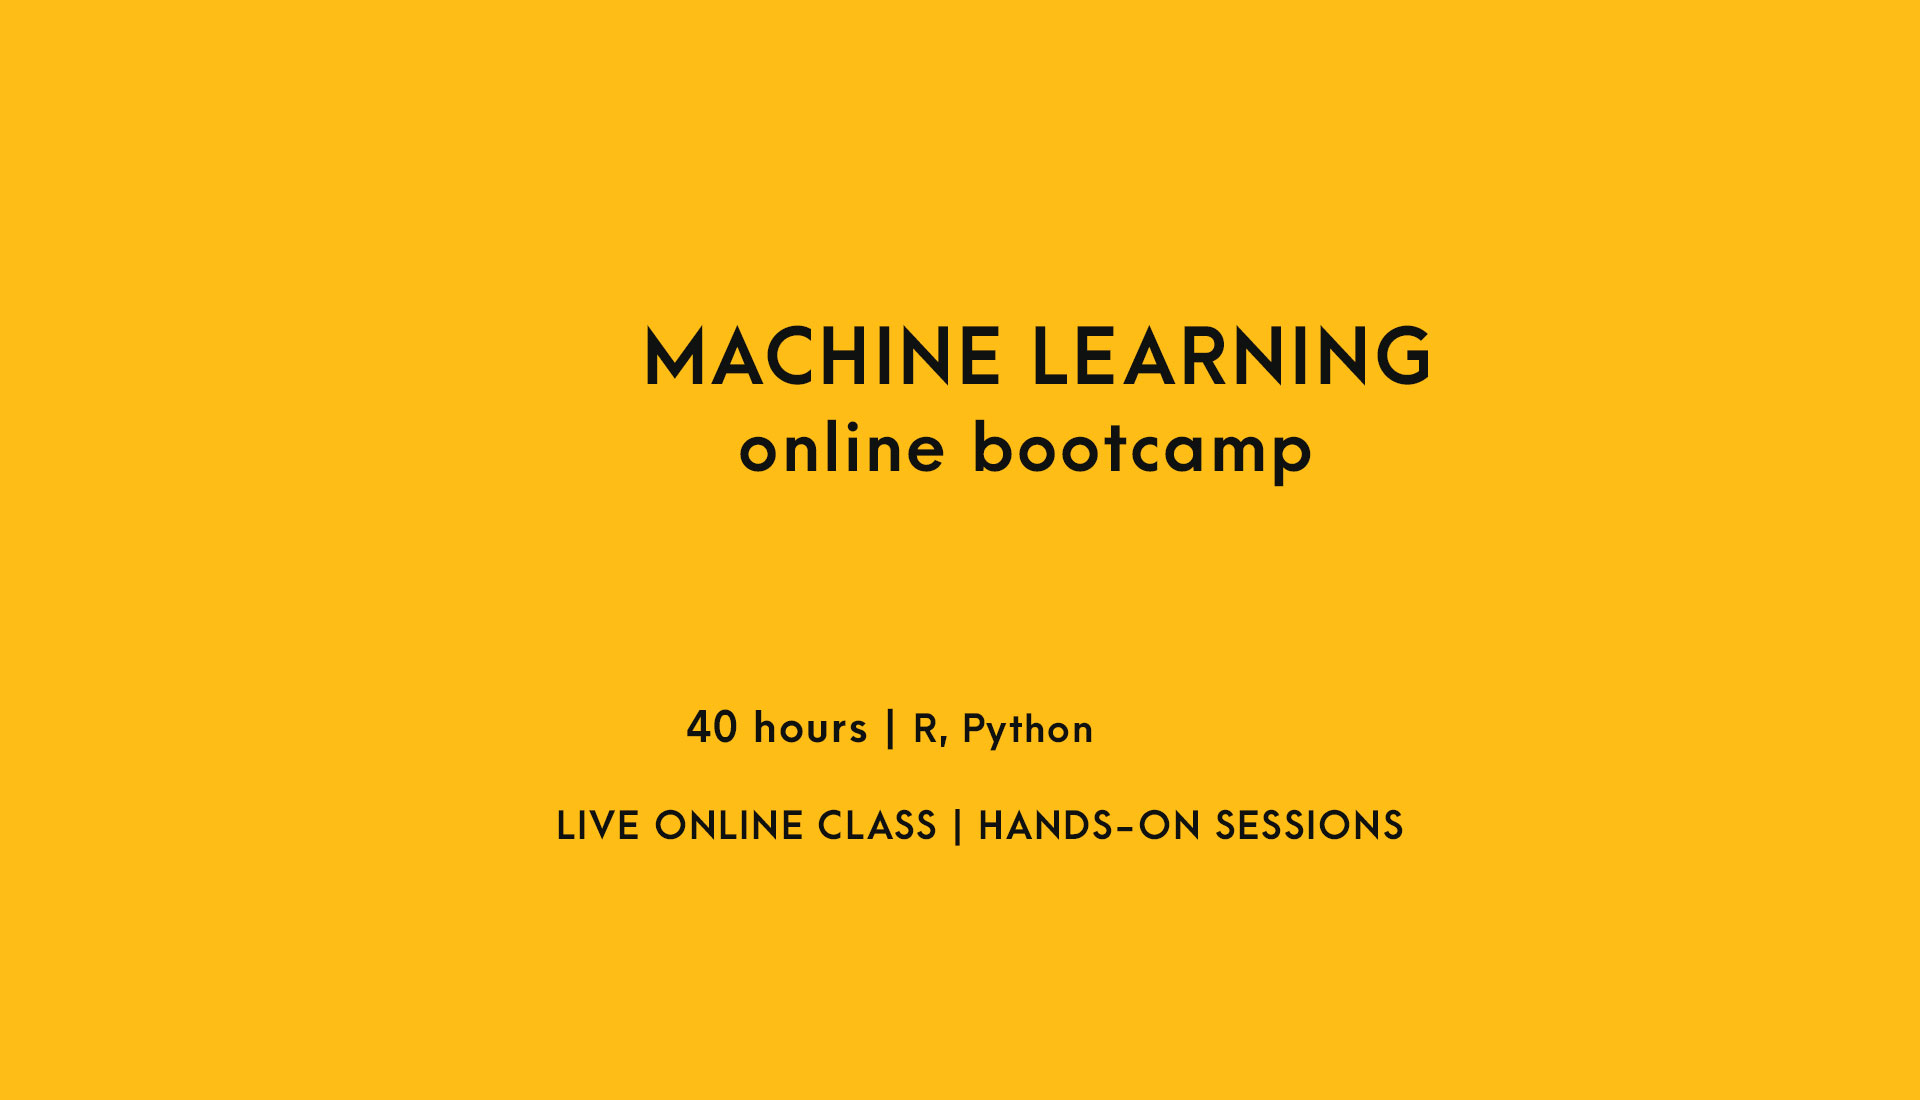 MACHINE LEARNING
online bootcamp
40 hours | R, Python
LIVE ONLINE CLASS | HANDS-ON SESSIONS